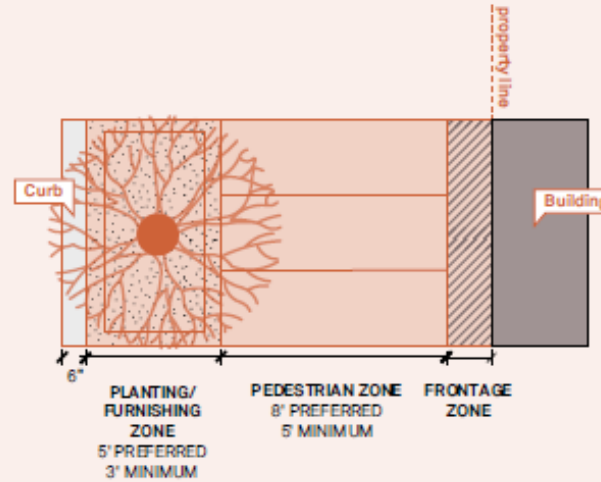 property line
Curb
Building
6"
PLANTING/
FURNISHING
ZONE
5' PREFERRED
3" MINIMUM
PEDESTRIAN ZONE
8' PREFERRED
5' MINIMUM
FRONTAGE
ZONE